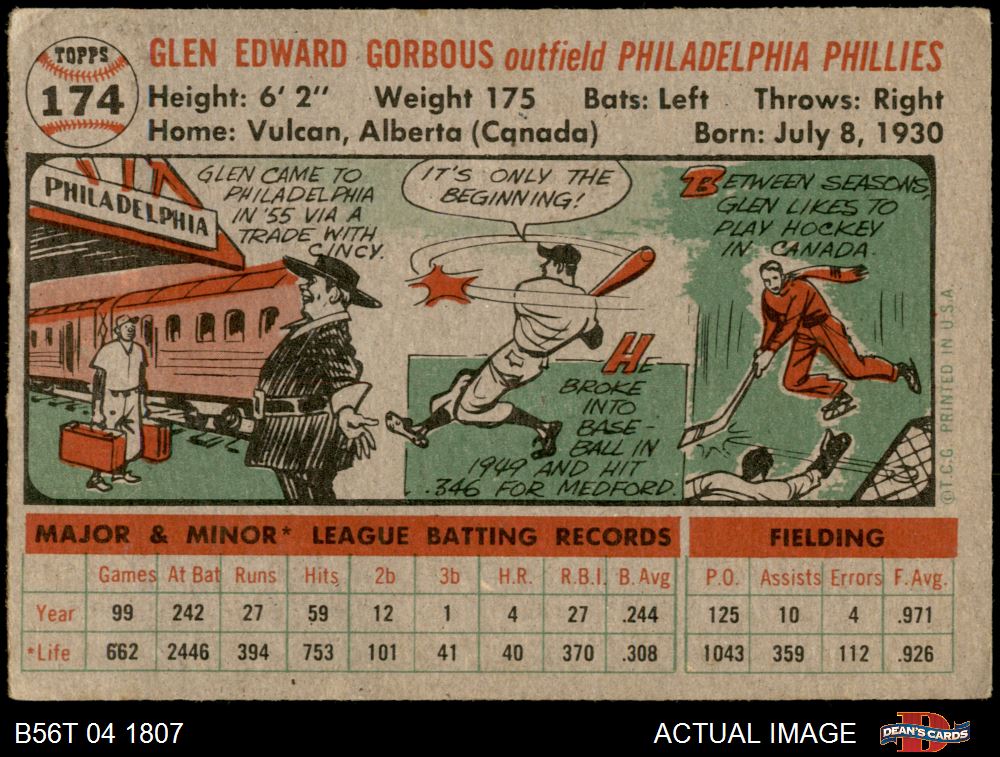 TOPPS
174
GLEN EDWARD GORBOUS outfield PHILADELPHIA PHILLIES
Height: 6' 2" Weight 175 Bats: Left Throws: Right
Home: Vulcan, Alberta (Canada) Born: July 8, 1930
PHILADELPHIA
GLEN CAME TO
PHILADELPHIA
IN '55 VIA A
TRADE WITH
CINCY.
IT'S ONLY THE
BEGINNING!
HE
BROKE
INTO
BASE-
BALL IN
1949 AND HIT
.346 FOR MEDFORD.
BETWEEN SEASONS,
GLEN LIKES TO
PLAY HOCKEY
IN CANADA.
©T.C.G. PRINTED IN U.S.A.
MAJOR & MINOR* LEAGUE BATTING RECORDS FIELDING
Games At Bat Runs Hits 2b 3b H.R. R.B.I. B. Avg P.O. Assists Errors F. Avg.
Year 99 242 27 59 12 1 4 27 .244 125 10 4 .971
*Life 662 2446 394 753 101 41 40 370 .308 1043 359 112 .926
B56T 04 1807 ACTUAL IMAGE D DEAN'S CARDS